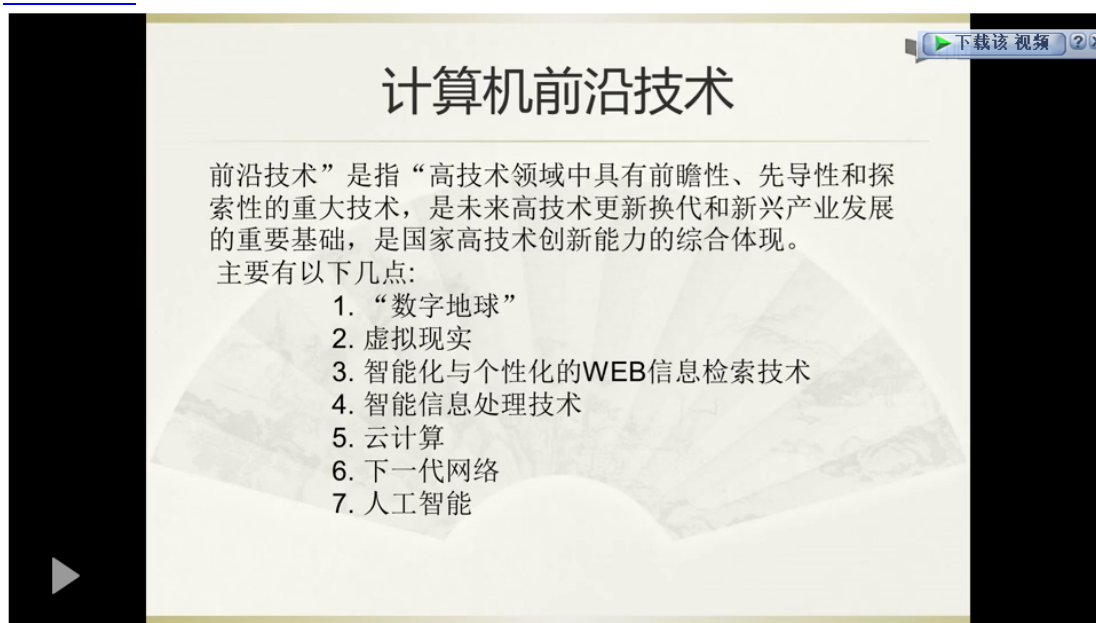 下载该 视频
计算机前沿技术
前沿技术”是指“高技术领域中具有前瞻性、先导性和探
索性的重大技术，是未来高技术更新换代和新兴产业发展
的重要基础，是国家高技术创新能力的综合体现。
主要有以下几点:
1. “数字地球”
2. 虚拟现实
3. 智能化与个性化的WEB信息检索技术
4. 智能信息处理技术
5. 云计算
6. 下一代网络
7. 人工智能